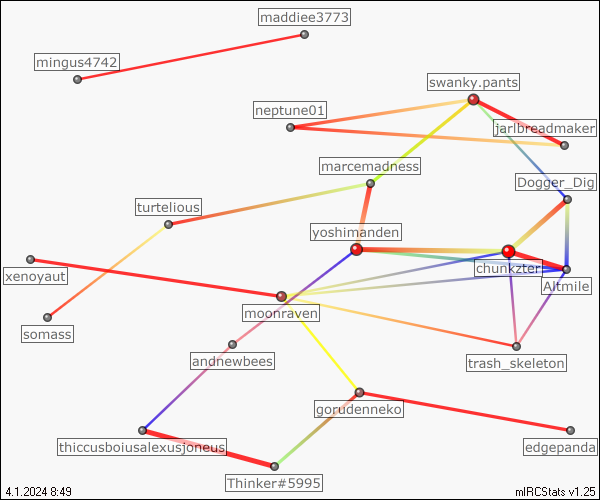 maddiee3773
mingus4742
swanky.pants
neptune01
jarlbreadmaker
marcemadness
Dogger_Dig
turtelious
yoshimanden
chunkzter
xenoyaut
Altmile
moonraven
somass
andnewbees
trash_skeleton
gorudenneko
thiccusboiusalexusjoneus
edgepanda
Thinker#5995
4.1.2024 8:49
mIRCStats v1.25